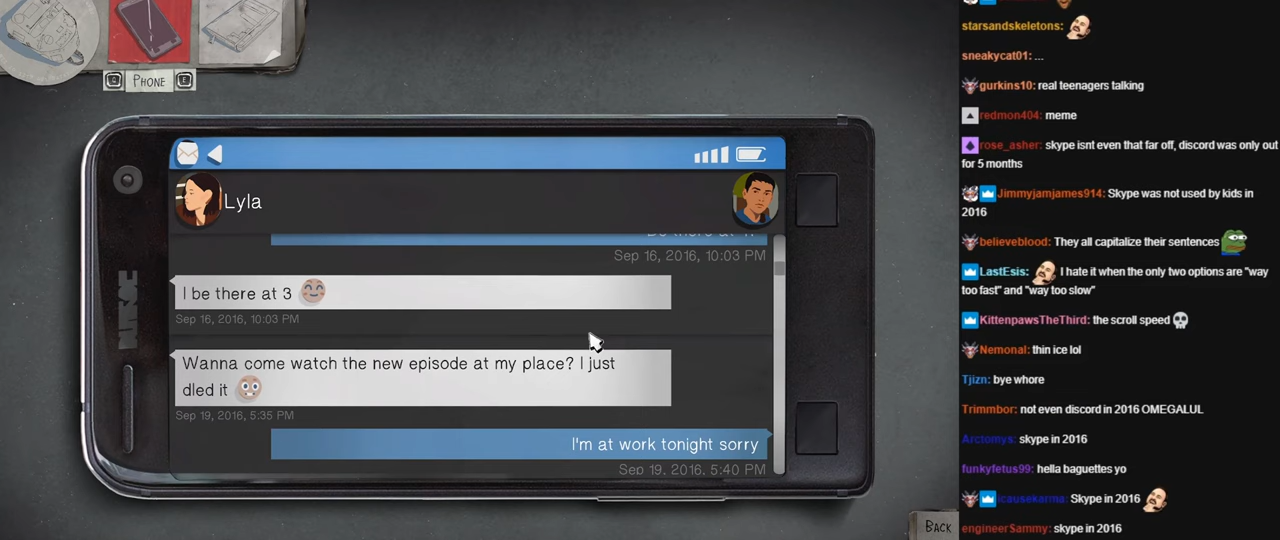 PHONE
Lyla
Sep 16, 2016, 10:03 PM
I be there at 3
Sep 16, 2016, 10:03 PM
Wanna come watch the new episode at my place? I just
dled it
Sep 19, 2016, 5:35 PM
I'm at work tonight sorry
Sep 19, 2016, 5:40 PM
BACK
starsandskeletons:
sneakycat01: ...
gurkins10: real teenagers talking
redmon404: meme
rose_asher: skype isnt even that far off, discord was only out
for 5 months
Jimmyjamjames914: Skype was not used by kids in
2016
believeblood: They all capitalize their sentences
LastEsis: I hate it when the only two options are "way
too fast" and "way too slow"
KittenpawsTheThird: the scroll speed
Nemonal: thin ice lol
Tjizn: bye whore
Trimmbor: not even discord in 2016 OMEGALUL
Arctomys: skype in 2016
funkyfetus99: hella baguettes yo
icausekarma: Skype in 2016
engineerSammy: skype in 2016